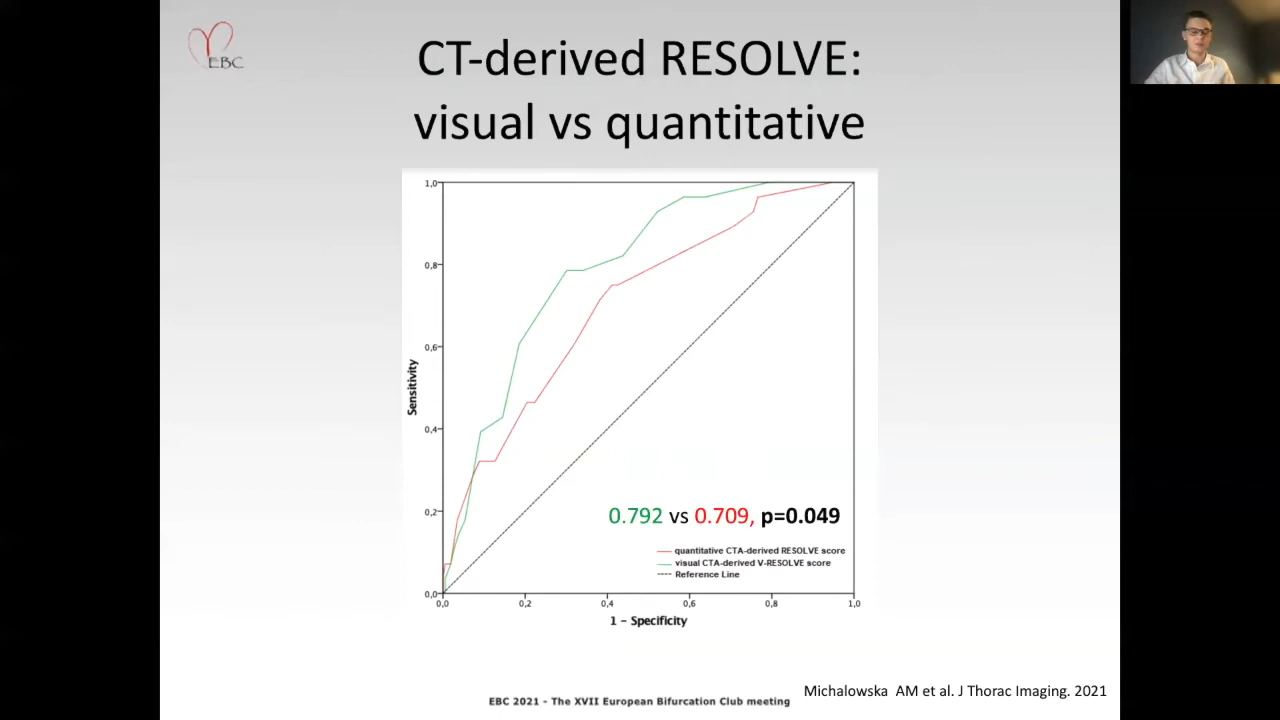 EBC
CT-derived RESOLVE:
visual vs quantitative
1,0
0,8
0,6
0,4
0,2
0,0
Sensitivity
0.792 vs 0.709, p=0.049
quantitative CTA-derived RESOLVE score
visual CTA-derived V-RESOLVE score
Reference Line
0,0 0,2 0,4 0,6 0,8 1,0
1 - Specificity
Michalowska AM et al. J Thorac Imaging. 2021
EBC 2021 - The XVII European Bifurcation Club meeting